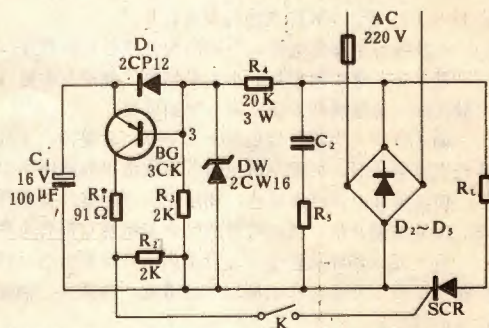 AC
220 V
D₁
2CP12
R₄
20 K
3 W
C₂
3
BG
3CK
C₁
16 V
100 μF
R₁*
91 Ω
R₃
2K
DW
2CW16
R₅
D₂~D₅
R_L
R₂
2K
SCR
K